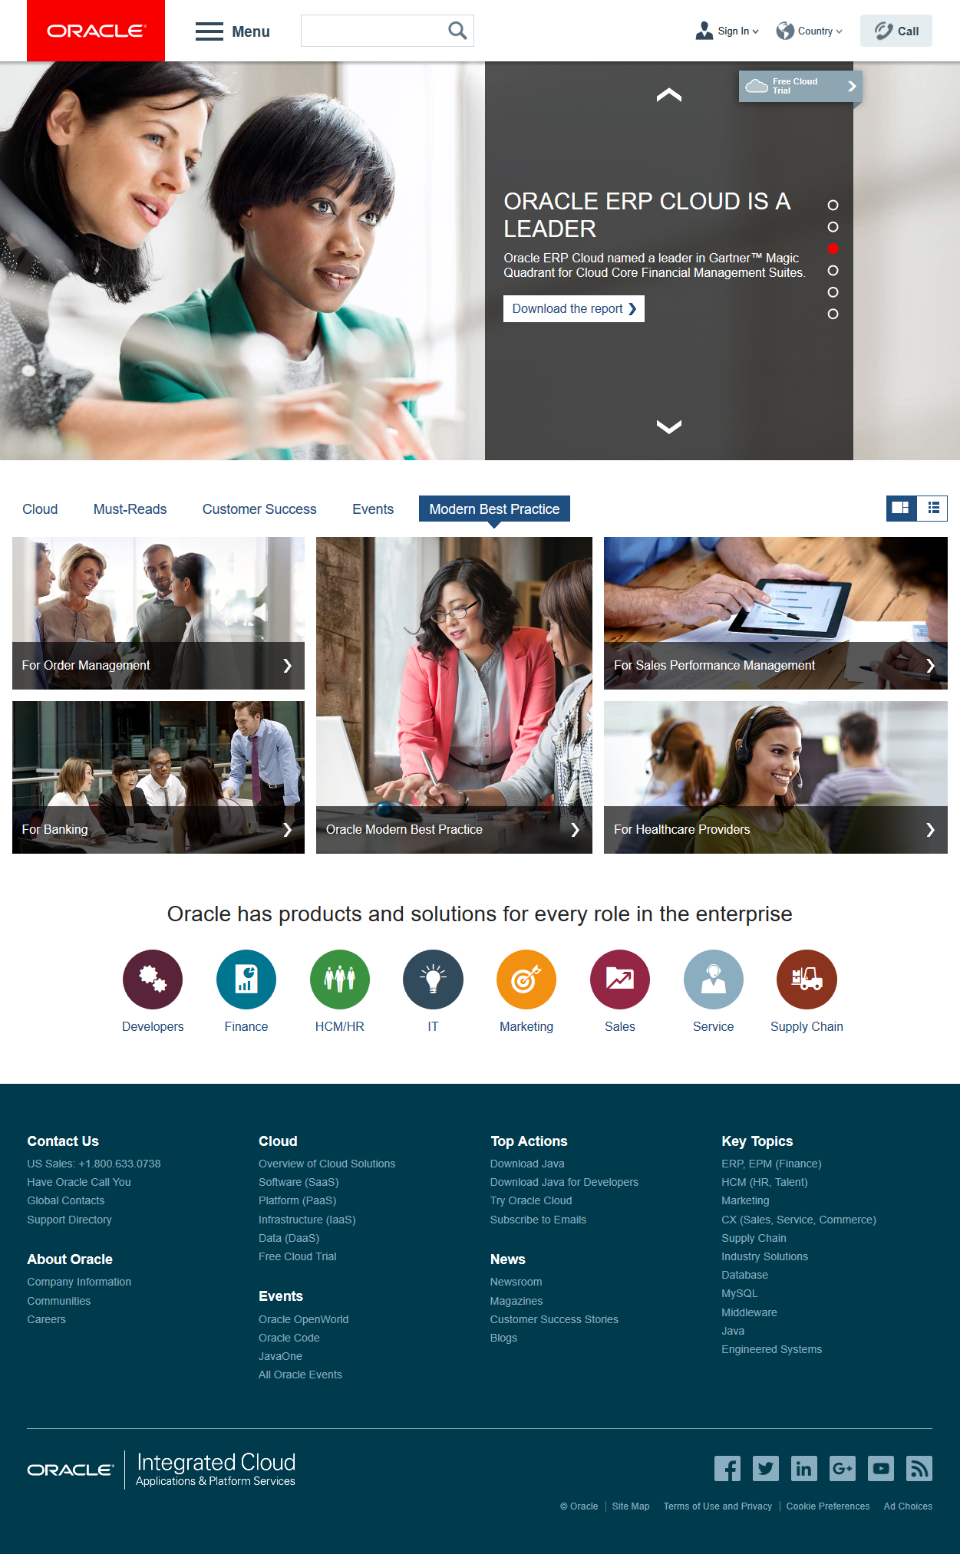 ORACLE
Menu
Sign In
Country
Call
Free Cloud
Trial
ORACLE ERP CLOUD IS A
LEADER
Oracle ERP Cloud named a leader in Gartner™ Magic
Quadrant for Cloud Core Financial Management Suites.
Download the report
Cloud
Must-Reads
Customer Success
Events
Modern Best Practice
For Order Management
For Banking
Oracle Modern Best Practice
For Sales Performance Management
For Healthcare Providers
Oracle has products and solutions for every role in the enterprise
Developers
Finance
HCM/HR
IT
Marketing
Sales
Service
Supply Chain
Contact Us
US Sales: +1.800.633.0738
Have Oracle Call You
Global Contacts
Support Directory
About Oracle
Company Information
Communities
Careers
Cloud
Overview of Cloud Solutions
Software (SaaS)
Platform (PaaS)
Infrastructure (IaaS)
Data (DaaS)
Free Cloud Trial
Events
Oracle OpenWorld
Oracle Code
JavaOne
All Oracle Events
Top Actions
Download Java
Download Java for Developers
Try Oracle Cloud
Subscribe to Emails
News
Newsroom
Magazines
Customer Success Stories
Blogs
Key Topics
ERP, EPM (Finance)
HCM (HR, Talent)
Marketing
CX (Sales, Service, Commerce)
Supply Chain
Industry Solutions
Database
MySQL
Middleware
Java
Engineered Systems
ORACLE
Integrated Cloud
Applications & Platform Services
© Oracle
Site Map
Terms of Use and Privacy
Cookie Preferences
Ad Choices